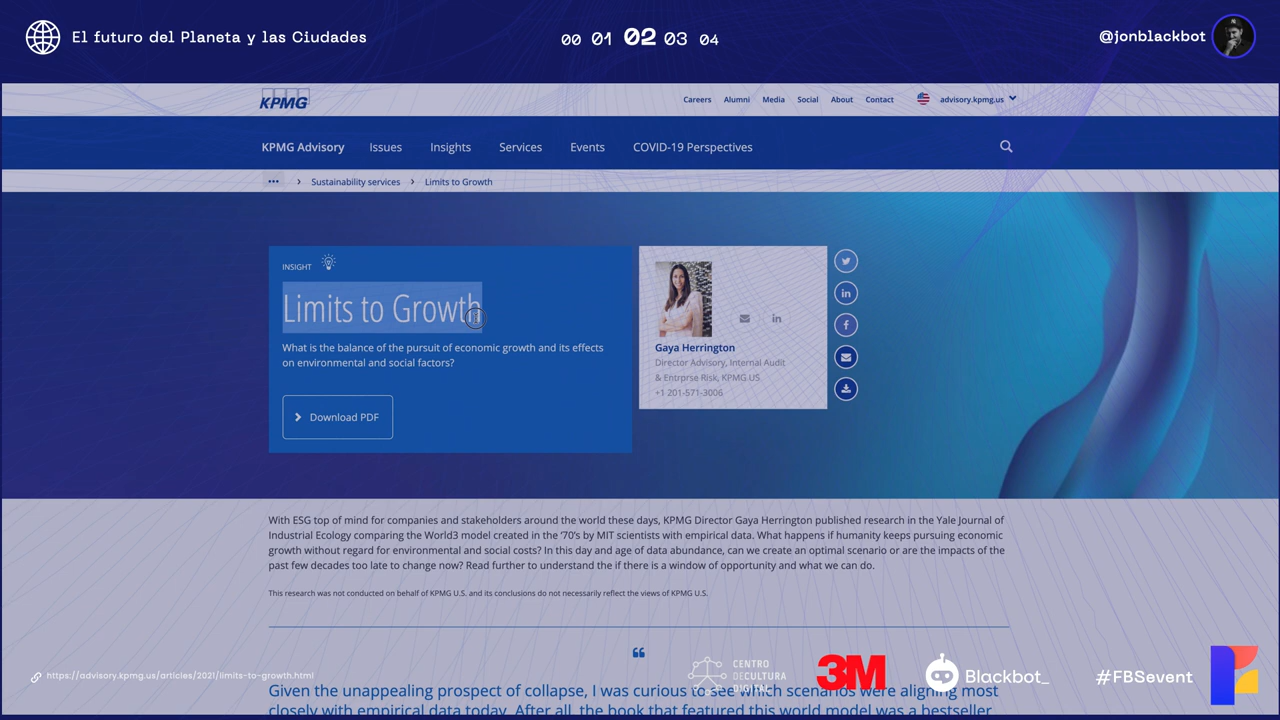 El futuro del Planeta y las Ciudades
00 01 02 03 04
@jonblackbot
KPMG
Careers Alumni Media Social About Contact advisory.kpmg.us
KPMG Advisory Issues Insights Services Events COVID-19 Perspectives
... > Sustainability services > Limits to Growth
INSIGHT
Limits to Growth
What is the balance of the pursuit of economic growth and its effects
on environmental and social factors?
Download PDF
Gaya Herrington
Director Advisory, Internal Audit
& Entrprse Risk, KPMG US
+1 201-571-3006
With ESG top of mind for companies and stakeholders around the world these days, KPMG Director Gaya Herrington published research in the Yale Journal of
Industrial Ecology comparing the World3 model created in the '70's by MIT scientists with empirical data. What happens if humanity keeps pursuing economic
growth without regard for environmental and social costs? In this day and age of data abundance, can we create an optimal scenario or are the impacts of the
past few decades too late to change now? Read further to understand the if there is a window of opportunity and what we can do.
This research was not conducted on behalf of KPMG U.S. and its conclusions do not necessarily reflect the views of KPMG U.S.
“
Given the unappealing prospect of collapse, I was curious to see which scenarios were aligning most
closely with empirical data today. After all, the book that featured this world model was a bestseller
https://advisory.kpmg.us/articles/2021/limits-to-growth.html
CENTRO
DECULTURA
DIGITAL
3M
Blackbot_
#FBSevent